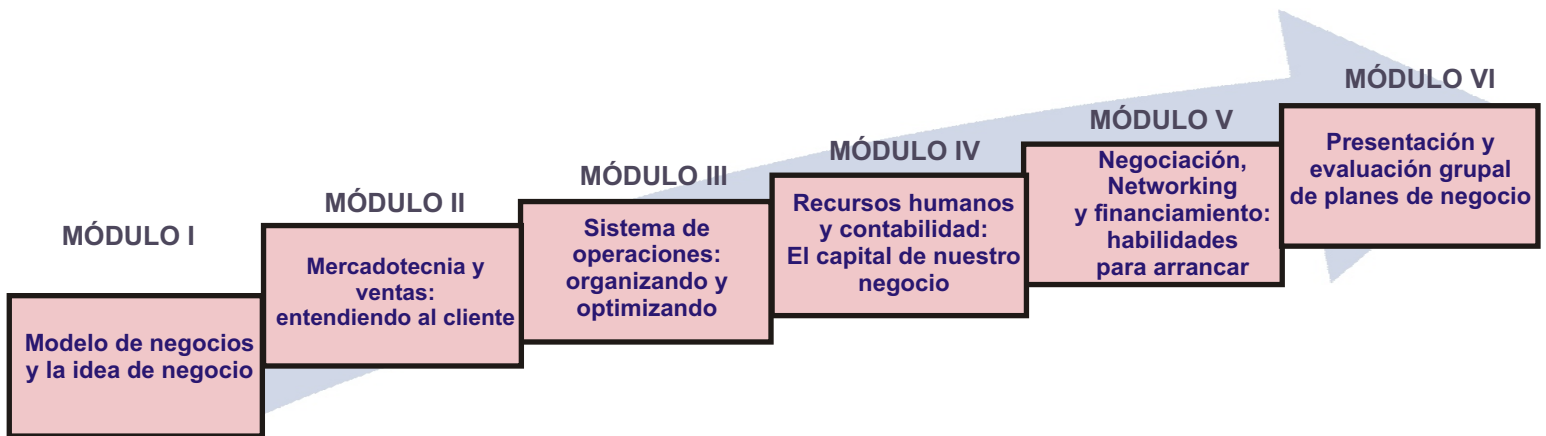 MÓDULO I
Modelo de negocios
y la idea de negocio
MÓDULO II
Mercadotecnia y
ventas:
entendiendo al cliente
MÓDULO III
Sistema de
operaciones:
organizando y
optimizando
MÓDULO IV
Recursos humanos
y contabilidad:
El capital de nuestro
negocio
MÓDULO V
Negociación,
Networking
y financiamiento:
habilidades
para arrancar
MÓDULO VI
Presentación y
evaluación grupal
de planes de negocio